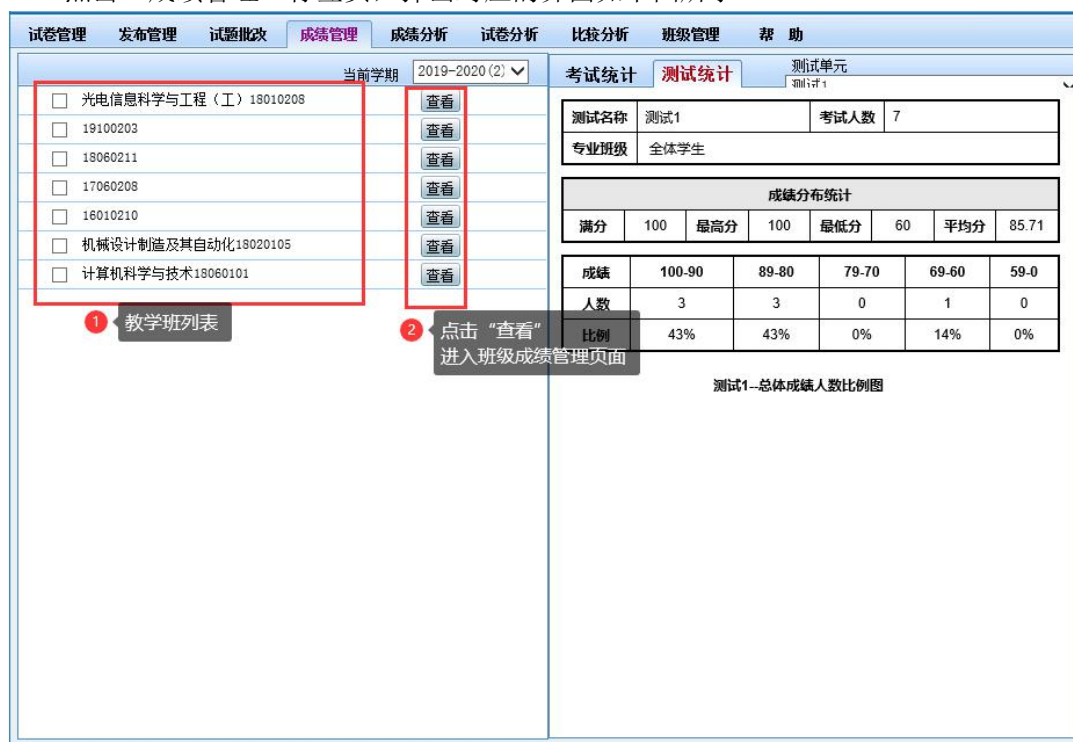 试卷管理 发布管理 试题批改 成绩管理 成绩分析 试卷分析 比较分析 班级管理 帮 助
当前学期 2019-2020(2)
光电信息科学与工程（工）18010208 查看
19100203 查看
18060211 查看
17060208 查看
16010210 查看
机械设计制造及其自动化18020105 查看
计算机科学与技术18060101 查看
1 教学班列表
2 点击“查看”
进入班级成绩管理页面
考试统计 测试统计 测试单元
测试1
测试名称 测试1 考试人数 7
专业班级 全体学生
成绩分布统计
满分 100 最高分 100 最低分 60 平均分 85.71
成绩 100-90 89-80 79-70 69-60 59-0
人数 3 3 0 1 0
比例 43% 43% 0% 14% 0%
测试1--总体成绩人数比例图